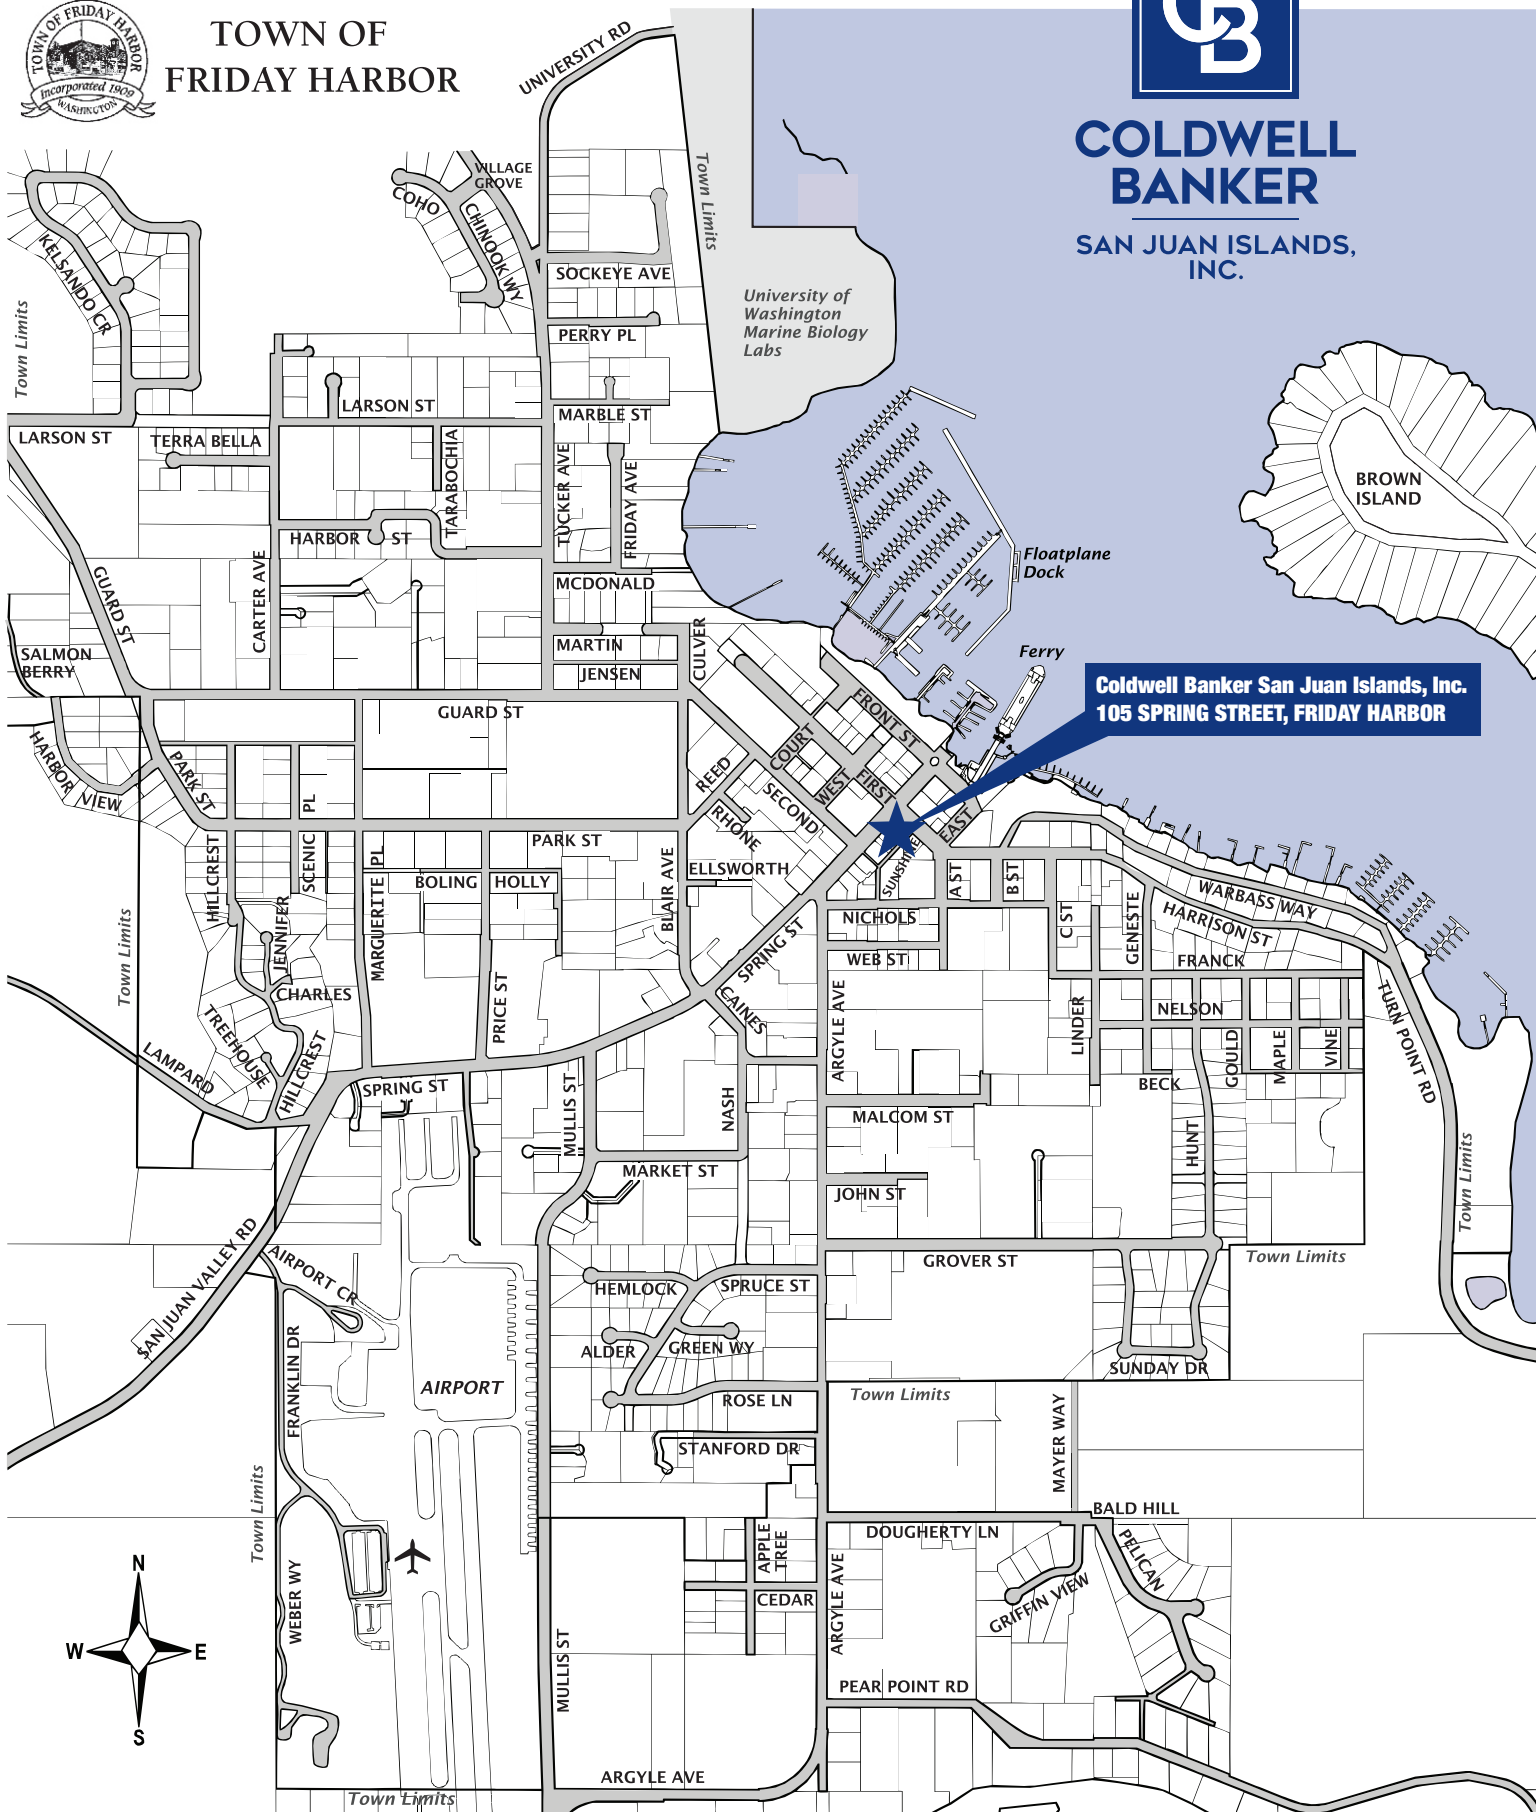 TOWN OF FRIDAY HARBOR
Incorporated 1909
WASHINGTON
TOWN OF
FRIDAY HARBOR
CB
COLDWELL
BANKER
SAN JUAN ISLANDS,
INC.
UNIVERSITY RD
VILLAGE
GROVE
COHO
CHINOOK WY
Town Limits
KELSANDO CR
SOCKEYE AVE
University of
Washington
Marine Biology
Labs
Town Limits
PERRY PL
LARSON ST
MARBLE ST
LARSON ST
TERRA BELLA
TARABOCHIA
TUCKER AVE
FRIDAY AVE
BROWN
ISLAND
HARBOR ST
Floatplane
Dock
GUARD ST
CARTER AVE
MCDONALD
SALMON
BERRY
MARTIN
CULVER
JENSEN
Ferry
Coldwell Banker San Juan Islands, Inc.
105 SPRING STREET, FRIDAY HARBOR
GUARD ST
FRONT ST
HARBOR VIEW
PARK ST
COURT
REED
WEST
FIRST
SECOND
PL
RHONE
EAST
PARK ST
SCENIC
PL
HILLCREST
BOLING
HOLLY
ELLSWORTH
SUNSHINE
A ST
B ST
BLAIR AVE
MARGUERITE
JENNIFER
NICHOLS
C ST
GENESTE
WARBASS WAY
HARRISON ST
SPRING ST
WEB ST
FRANCK
Town Limits
CHARLES
PRICE ST
CAINES
ARGYLE AVE
LINDER
NELSON
TURN POINT RD
TREEHOUSE
HILLCREST
LAMPARD
SPRING ST
MULLIS ST
NASH
GOULD
MAPLE
VINE
BECK
MALCOM ST
HUNT
MARKET ST
JOHN ST
Town Limits
SAN JUAN VALLEY RD
AIRPORT CR
GROVER ST
Town Limits
HEMLOCK
SPRUCE ST
FRANKLIN DR
ALDER
GREEN WY
SUNDAY DR
AIRPORT
ROSE LN
Town Limits
MAYER WAY
STANFORD DR
Town Limits
BALD HILL
DOUGHERTY LN
APPLE
TREE
PELICAN
GRIFFIN VIEW
CEDAR
ARGYLE AVE
WEBER WY
N
W
E
S
MULLIS ST
PEAR POINT RD
ARGYLE AVE
Town Limits